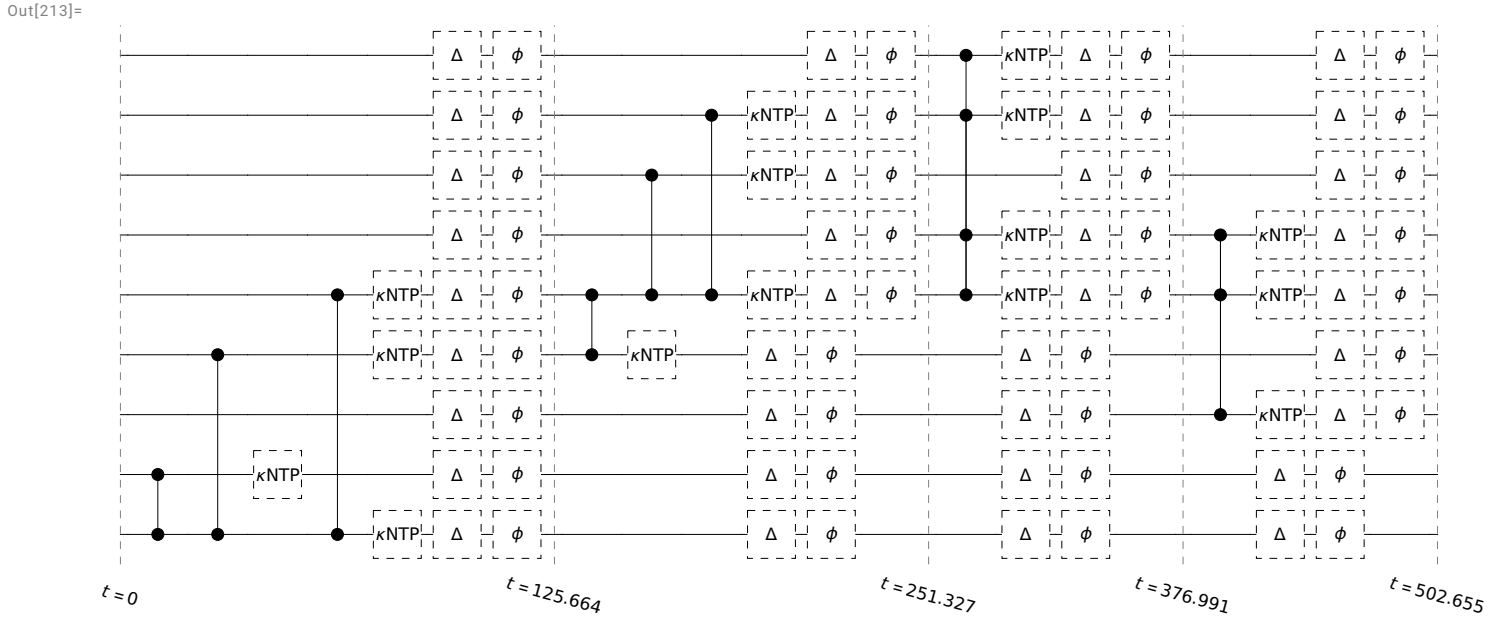 Out[213]=
Δ ϕ Δ ϕ κNTP Δ ϕ Δ ϕ
Δ ϕ κNTP Δ ϕ κNTP Δ ϕ Δ ϕ
Δ ϕ κNTP Δ ϕ Δ ϕ Δ ϕ
Δ ϕ Δ ϕ κNTP Δ ϕ κNTP Δ ϕ
κNTP Δ ϕ κNTP Δ ϕ κNTP Δ ϕ κNTP Δ ϕ
κNTP Δ ϕ κNTP Δ ϕ Δ ϕ Δ ϕ
Δ ϕ Δ ϕ Δ ϕ κNTP Δ ϕ
κNTP Δ ϕ Δ ϕ Δ ϕ Δ ϕ
κNTP Δ ϕ Δ ϕ Δ ϕ Δ ϕ
t = 0 t = 125.664 t = 251.327 t = 376.991 t = 502.655